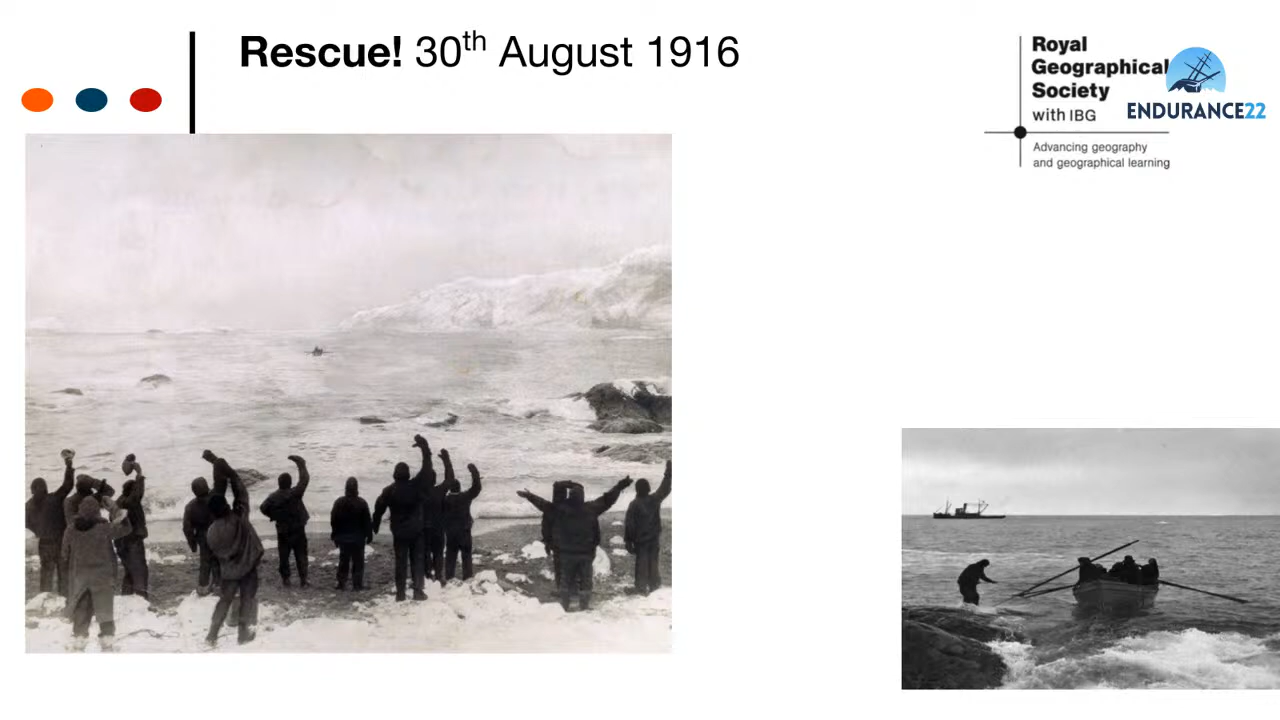 Rescue! 30th August 1916
Royal
Geographical
Society
with IBG
Advancing geography
and geographical learning
ENDURANCE22